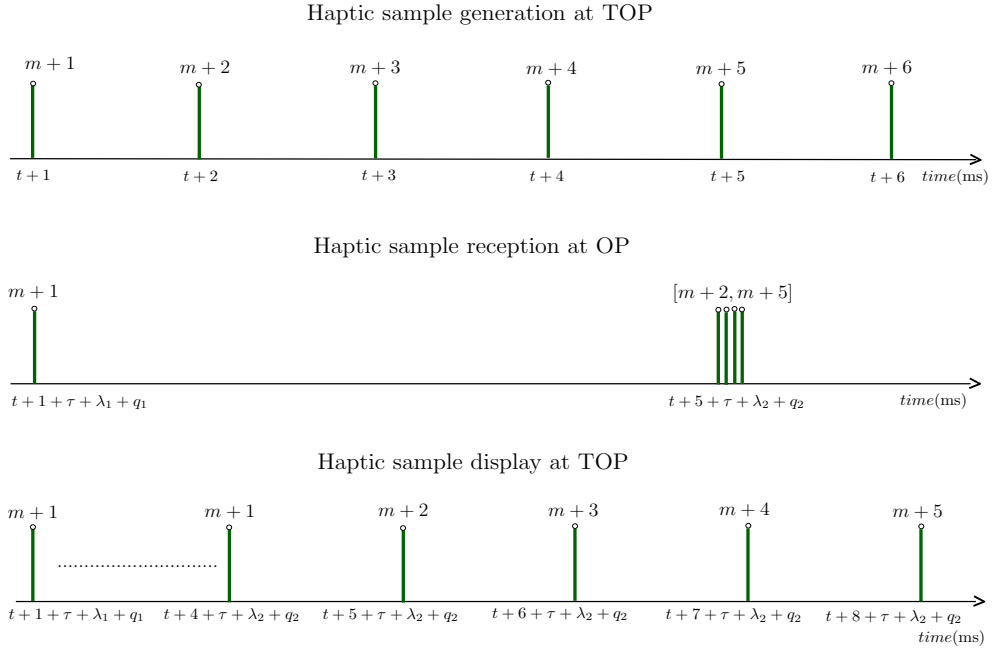 Haptic sample generation at TOP
m + 1 m + 2 m + 3 m + 4 m + 5 m + 6
t + 1 t + 2 t + 3 t + 4 t + 5 t + 6 time(ms)
Haptic sample reception at OP
m + 1 [m + 2, m + 5]
t + 1 + τ + λ₁ + q₁ t + 5 + τ + λ₂ + q₂ time(ms)
Haptic sample display at TOP
m + 1 m + 1 m + 2 m + 3 m + 4 m + 5
t + 1 + τ + λ₁ + q₁ t + 4 + τ + λ₂ + q₂ t + 5 + τ + λ₂ + q₂ t + 6 + τ + λ₂ + q₂ t + 7 + τ + λ₂ + q₂ t + 8 + τ + λ₂ + q₂
time(ms)